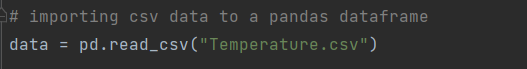 # importing csv data to a pandas dataframe
data = pd.read_csv("Temperature.csv")